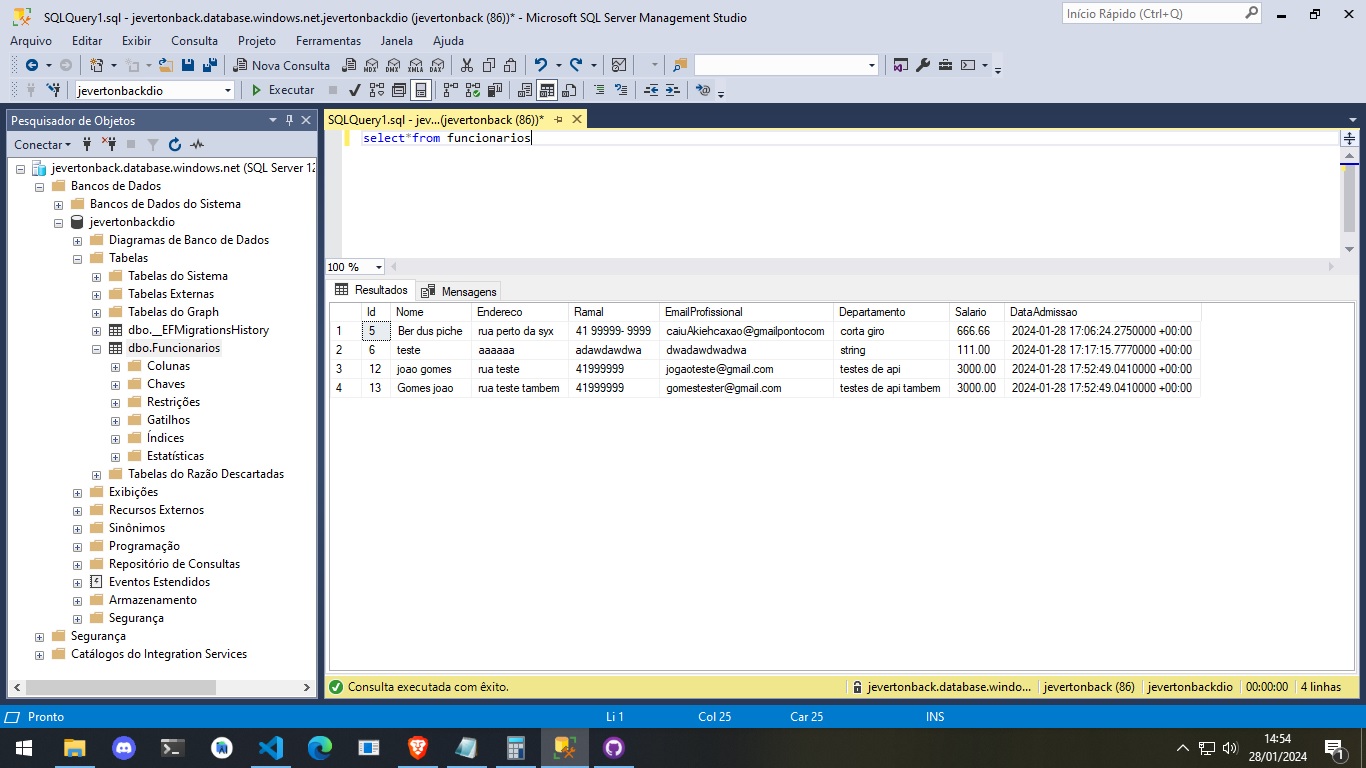 SQLQuery1.sql - jevertonback.database.windows.net.jevertonbackdio (jevertonback (86))* - Microsoft SQL Server Management Studio
Início Rápido (Ctrl+Q)
Arquivo Editar Exibir Consulta Projeto Ferramentas Janela Ajuda
Nova Consulta
MDX DMX XMLA DAX
jevertonbackdio
Executar
Pesquisador de Objetos
Conectar
jevertonback.database.windows.net (SQL Server 12
Bancos de Dados
Bancos de Dados do Sistema
jevertonbackdio
Diagramas de Banco de Dados
Tabelas
Tabelas do Sistema
Tabelas Externas
Tabelas do Graph
dbo.__EFMigrationsHistory
dbo.Funcionarios
Colunas
Chaves
Restrições
Gatilhos
Índices
Estatísticas
Tabelas do Razão Descartadas
Exibições
Recursos Externos
Sinônimos
Programação
Repositório de Consultas
Eventos Estendidos
Armazenamento
Segurança
Segurança
Catálogos do Integration Services
SQLQuery1.sql - jev...(jevertonback (86))*
select*from funcionarios
100 %
Resultados Mensagens
Id Nome Endereco Ramal EmailProfissional Departamento Salario DataAdmissao
1 5 Ber dus piche rua perto da syx 41 99999- 9999 caiuAkiehcaxao@gmailpontocom corta giro 666.66 2024-01-28 17:06:24.2750000 +00:00
2 6 teste aaaaaa adawdawdwa dwadawdwadwa string 111.00 2024-01-28 17:17:15.7770000 +00:00
3 12 joao gomes rua teste 41999999 jogaoteste@gmail.com testes de api 3000.00 2024-01-28 17:52:49.0410000 +00:00
4 13 Gomes joao rua teste tambem 41999999 gomestester@gmail.com testes de api tambem 3000.00 2024-01-28 17:52:49.0410000 +00:00
Consulta executada com êxito.
jevertonback.database.windo... jevertonback (86) jevertonbackdio 00:00:00 4 linhas
Pronto Li 1 Col 25 Car 25 INS
14:54
28/01/2024
1